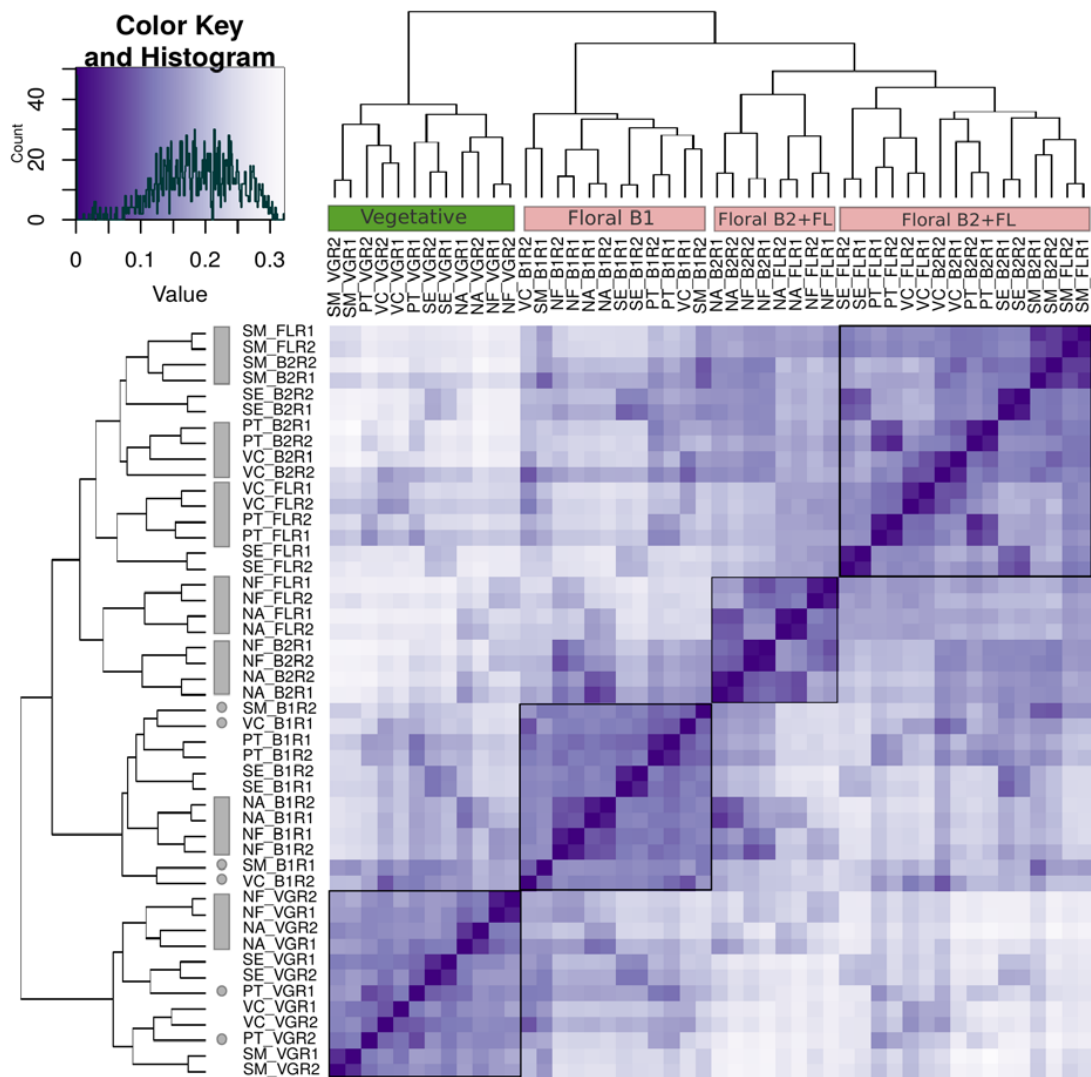 Color Key
and Histogram
Count
0
20
40
0
0.1
0.2
0.3
Value
Vegetative
Floral B1
Floral B2+FL
Floral B2+FL
SM_VGR2
SM_VGR1
PT_VGR2
VC_VGR2
VC_VGR1
PT_VGR1
SE_VGR2
SE_VGR1
NA_VGR1
NA_VGR2
NF_VGR1
NF_VGR2
VC_B1R2
SM_B1R1
NF_B1R2
NF_B1R1
NA_B1R1
NA_B1R2
SE_B1R1
SE_B1R2
PT_B1R2
PT_B1R1
VC_B1R1
SM_B1R2
NA_B2R1
NA_B2R2
NF_B2R2
NF_B2R1
NA_FLR2
NA_FLR1
NF_FLR2
NF_FLR1
SE_FLR2
SE_FLR1
PT_FLR1
PT_FLR2
VC_FLR2
VC_FLR1
VC_B2R2
VC_B2R1
PT_B2R2
PT_B2R1
SE_B2R1
SE_B2R2
SM_B2R1
SM_B2R2
SM_FLR2
SM_FLR1
SM_FLR1
SM_FLR2
SM_B2R2
SM_B2R1
SE_B2R2
SE_B2R1
PT_B2R1
PT_B2R2
VC_B2R1
VC_B2R2
VC_FLR1
VC_FLR2
PT_FLR2
PT_FLR1
SE_FLR1
SE_FLR2
NF_FLR1
NF_FLR2
NA_FLR1
NA_FLR2
NF_B2R1
NF_B2R2
NA_B2R2
NA_B2R1
SM_B1R2
VC_B1R1
PT_B1R1
PT_B1R2
SE_B1R2
SE_B1R1
NA_B1R2
NA_B1R1
NF_B1R1
NF_B1R2
SM_B1R1
VC_B1R2
NF_VGR2
NF_VGR1
NA_VGR2
NA_VGR1
SE_VGR1
SE_VGR2
PT_VGR1
VC_VGR1
VC_VGR2
PT_VGR2
SM_VGR1
SM_VGR2